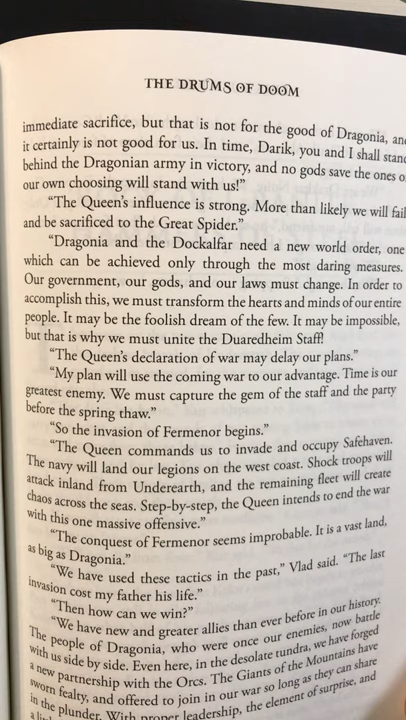 THE DRUMS OF DOOM
immediate sacrifice, but that is not for the good of Dragonia, and
it certainly is not good for us. In time, Darik, you and I shall stand
behind the Dragonian army in victory, and no gods save the ones o
our own choosing will stand with us!”
“The Queen’s influence is strong. More than likely we will fail
and be sacrificed to the Great Spider.”
“Dragonia and the Dockalfar need a new world order, one
which can be achieved only through the most daring measures.
Our government, our gods, and our laws must change. In order to
accomplish this, we must transform the hearts and minds of our entire
people. It may be the foolish dream of the few. It may be impossible,
but that is why we must unite the Duaredheim Staff!
“The Queen’s declaration of war may delay our plans.”
“My plan will use the coming war to our advantage. Time is our
greatest enemy. We must capture the gem of the staff and the party
before the spring thaw.”
“So the invasion of Fermenor begins.”
“The Queen commands us to invade and occupy Safehaven.
The navy will land our legions on the west coast. Shock troops will
attack inland from Underearth, and the remaining fleet will create
chaos across the seas. Step-by-step, the Queen intends to end the war
with this one massive offensive.”
“The conquest of Fermenor seems improbable. It is a vast land,
as big as Dragonia.”
“We have used these tactics in the past,” Vlad said. “The last
invasion cost my father his life.”
“Then how can we win?”
“We have new and greater allies than ever before in our history.
The people of Dragonia, who were once our enemies, now battle
with us side by side. Even here, in the desolate tundra, we have forged
a new partnership with the Orcs. The Giants of the Mountains have
sworn fealty, and offered to join in our war so long as they can share
in the plunder. With proper leadership, the element of surprise, and